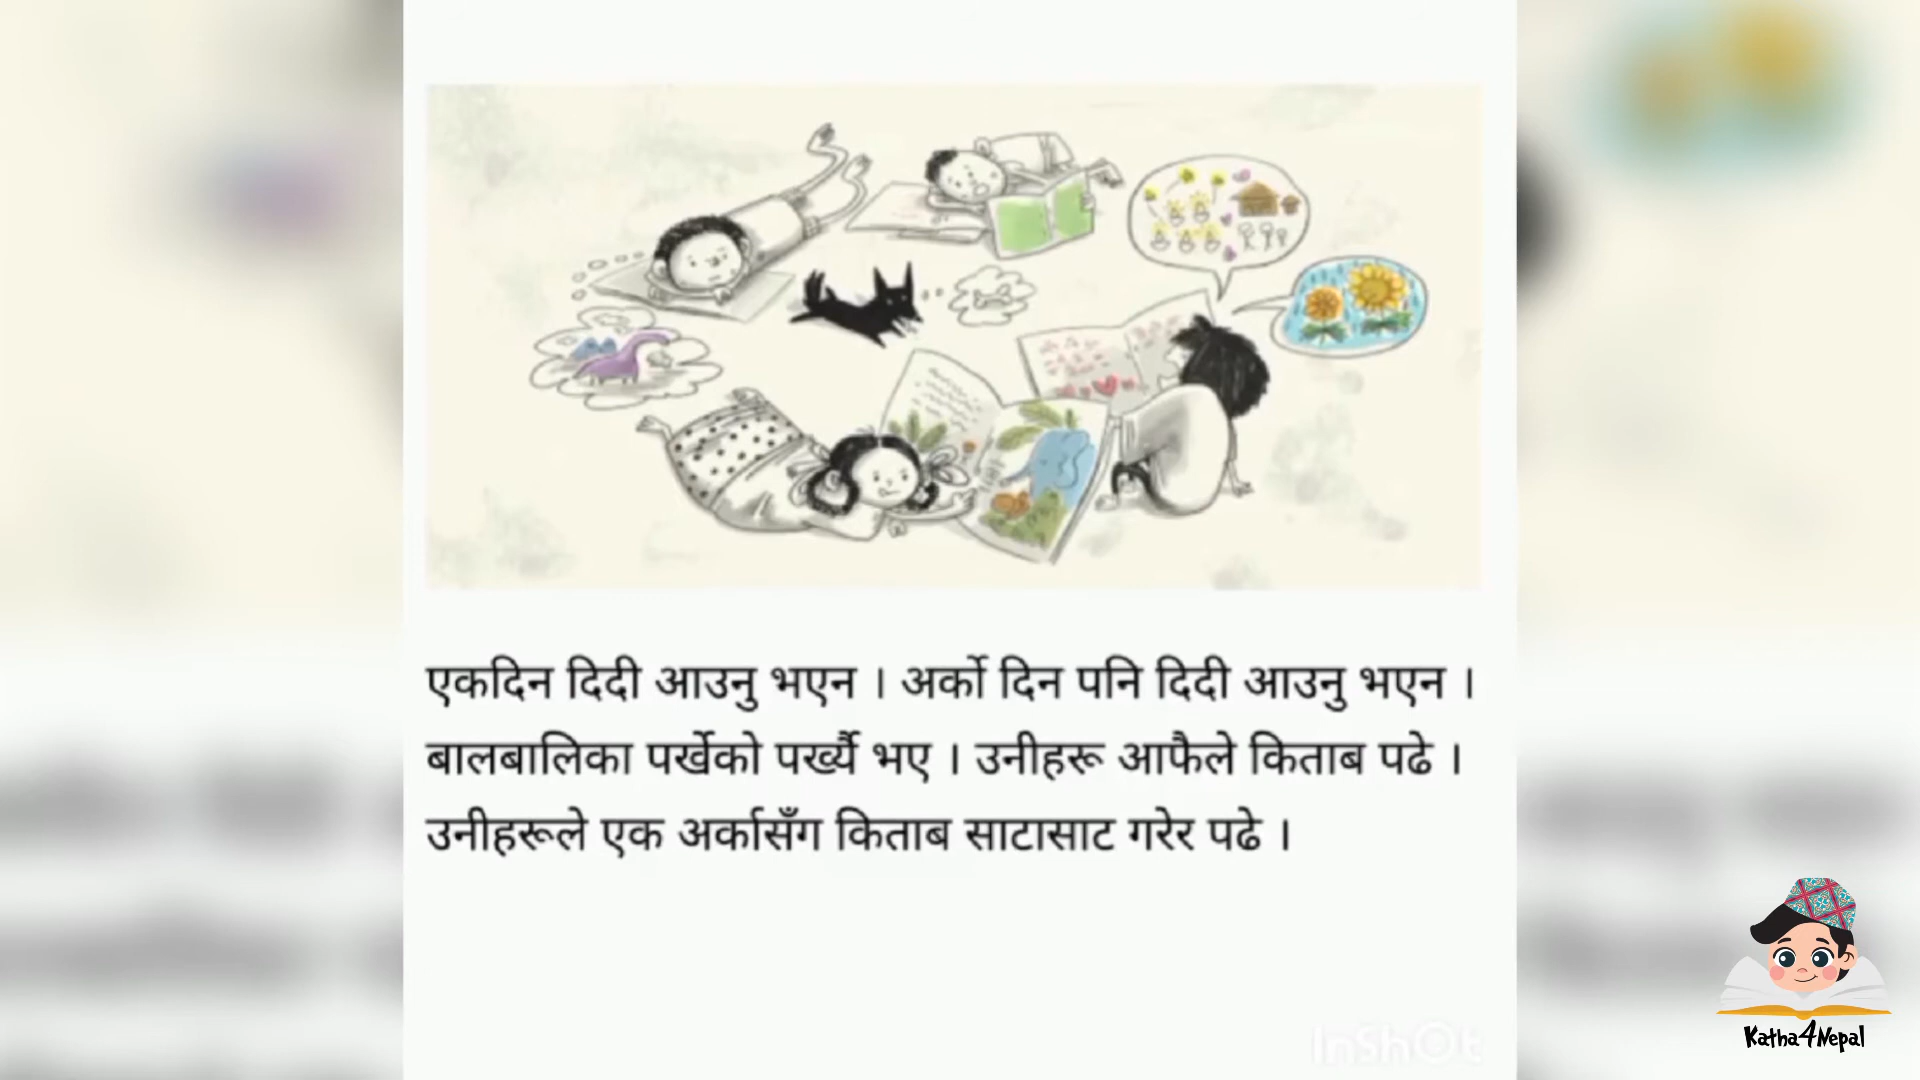 एकदिन दिदी आउनु भएन । अर्को दिन पनि दिदी आउनु भएन ।
बालबालिका पर्खेको पर्ख्यै भए । उनीहरू आफैले किताब पढे ।
उनीहरूले एक अर्कासँग किताब साटासाट गरेर पढे ।
InShOt
Katha4Nepal